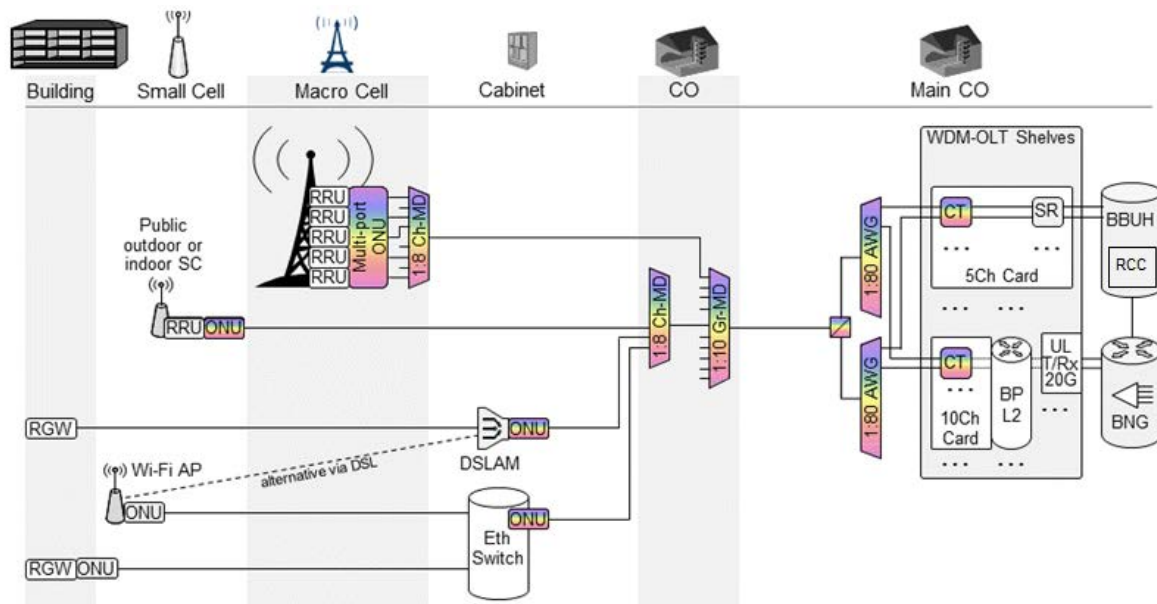 Building
Small Cell
Macro Cell
Cabinet
CO
Main CO
WDM-OLT Shelves
RRU
RRU
RRU
RRU
RRU
Multi-port
ONU
1:8 Ch-MD
Public
outdoor or
indoor SC
RRU
ONU
1:8 Ch-MD
1:10 Gr-MD
1:80 AWG
1:80 AWG
CT
SR
... ...
5Ch Card
... ...
BBUH
RCC
CT
...
10Ch
Card
BP
L2
UL
T/Rx
20G
...
... ...
BNG
RGW
DSLAM
ONU
alternative via DSL
Wi-Fi AP
ONU
ONU
Eth
Switch
RGW
ONU